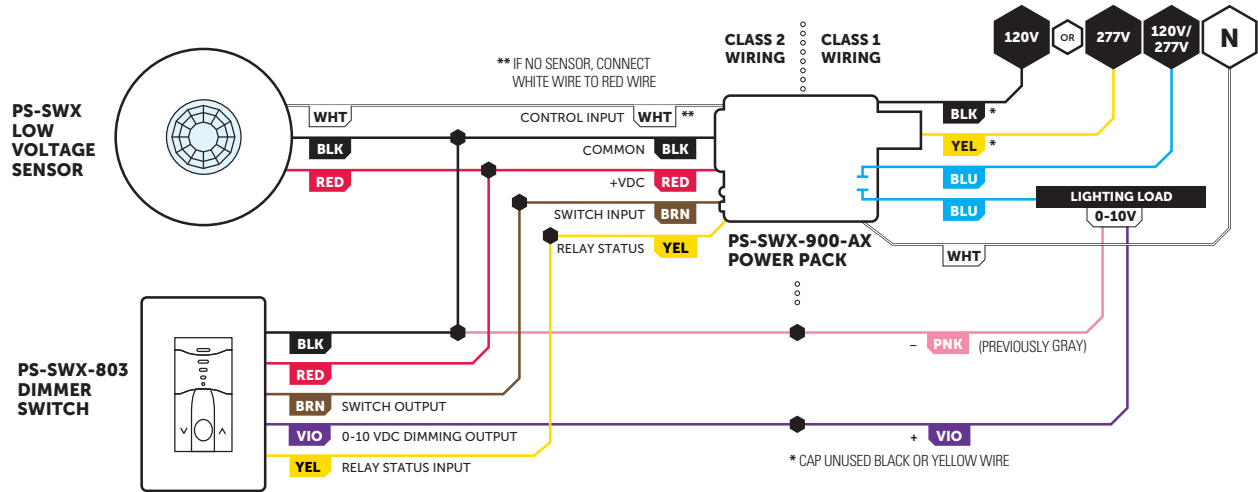 120V
OR
277V
120V/
277V
N
CLASS 2
WIRING
CLASS 1
WIRING
** IF NO SENSOR, CONNECT
WHITE WIRE TO RED WIRE
PS-SWX
LOW
VOLTAGE
SENSOR
WHT
CONTROL INPUT WHT **
BLK
COMMON BLK
RED
+VDC RED
SWITCH INPUT BRN
RELAY STATUS YEL
BLK *
YEL *
BLU
BLU
LIGHTING LOAD
0-10V
WHT
PS-SWX-900-AX
POWER PACK
PS-SWX-803
DIMMER
SWITCH
BLK
RED
BRN SWITCH OUTPUT
VIO 0-10 VDC DIMMING OUTPUT
YEL RELAY STATUS INPUT
– PNK (PREVIOUSLY GRAY)
+ VIO
* CAP UNUSED BLACK OR YELLOW WIRE